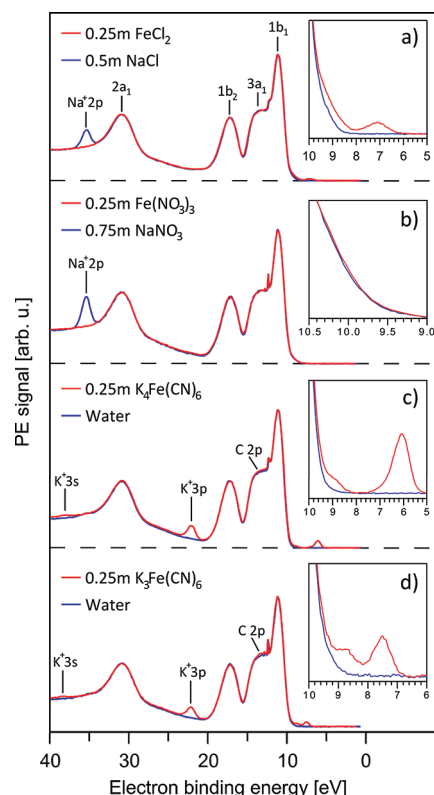 0.25m FeCl₂
0.5m NaCl
Na⁺2p
2a₁
1b₂
3a₁
1b₁
a)
10 9 8 7 6 5
0.25m Fe(NO₃)₃
0.75m NaNO₃
Na⁺2p
b)
10.5 10.0 9.5 9.0
PE signal [arb. u.]
0.25m K₄Fe(CN)₆
Water
K⁺3s
K⁺3p
C 2p
c)
10 9 8 7 6 5
0.25m K₃Fe(CN)₆
Water
K⁺3s
K⁺3p
C 2p
d)
10 9 8 7 6
40 30 20 10 0
Electron binding energy [eV]